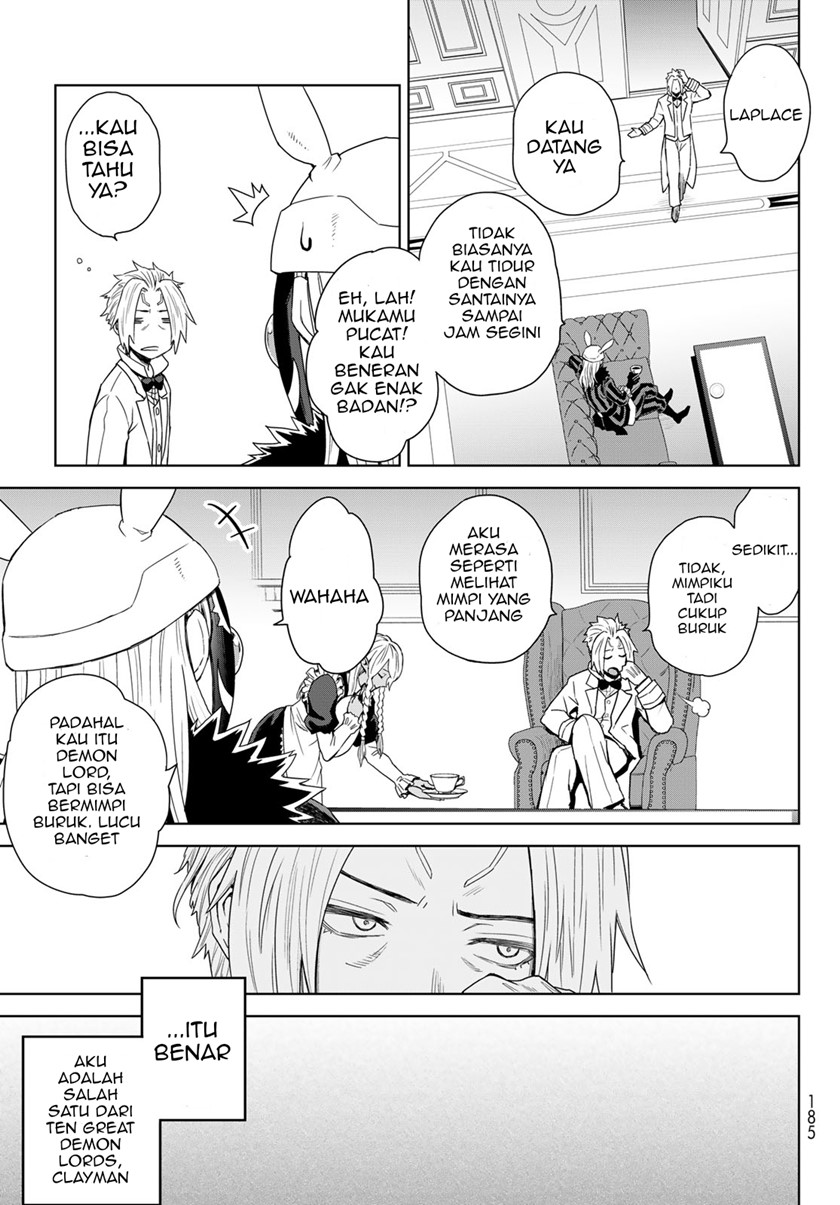 LAPLACE
KAU
DATANG
YA
TIDAK
BIASANYA
KAU TIDUR
DENGAN
SANTAINYA
SAMPAI
JAM SEGINI
EH, LAH!
MUKAMU
PUCAT!
KAU
BENERAN
GAK ENAK
BADAN!?
...KAU
BISA
TAHU
YA?
SEDIKIT...
TIDAK,
MIMPIKU
TADI
CUKUP
BURUK
AKU
MERASA
SEPERTI
MELIHAT
MIMPI YANG
PANJANG
WAHAHA
PADAHAL
KAU ITU
DEMON
LORD,
TAPI BISA
BERMIMPI
BURUK. LUCU
BANGET
...ITU
BENAR
AKU
ADALAH
SALAH
SATU DARI
TEN GREAT
DEMON
LORDS,
CLAYMAN
185